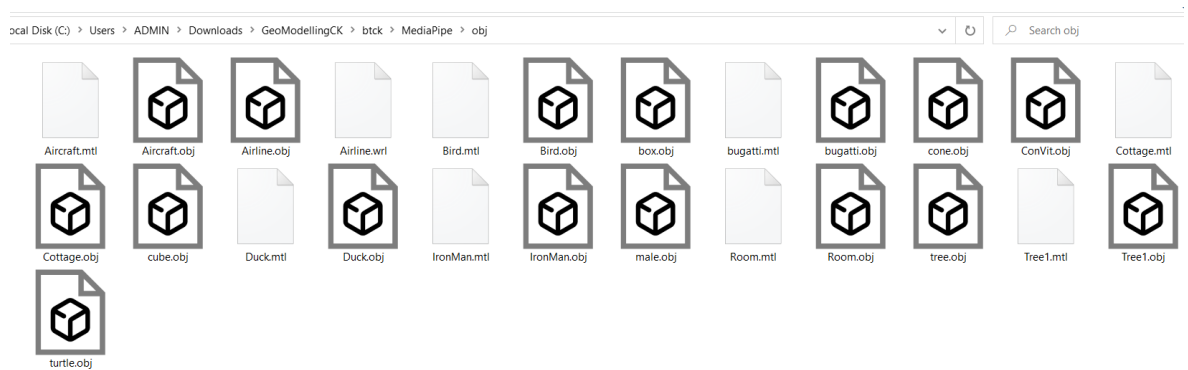 ocal Disk (C:) > Users > ADMIN > Downloads > GeoModellingCK > btck > MediaPipe > obj Search obj
Aircraft.mtl Aircraft.obj Airline.obj Airline.wrl Bird.mtl Bird.obj box.obj bugatti.mtl bugatti.obj cone.obj ConVit.obj Cottage.mtl
Cottage.obj cube.obj Duck.mtl Duck.obj IronMan.mtl IronMan.obj male.obj Room.mtl Room.obj tree.obj Tree1.mtl Tree1.obj
turtle.obj